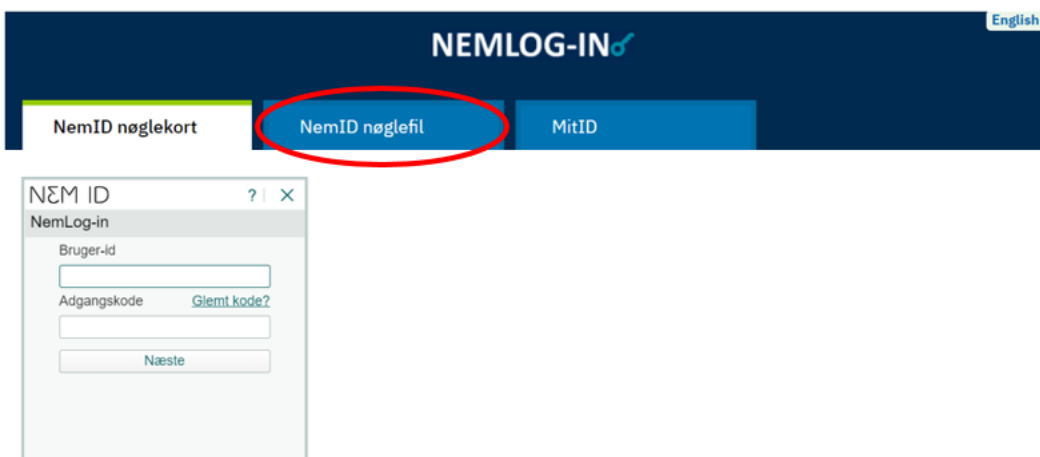 English
NEMLOG-IN
NemID nøglekort
NemID nøglefil
MitID
NEM ID ? ×
NemLog-in
Bruger-id
Adgangskode Glemt kode?
Næste